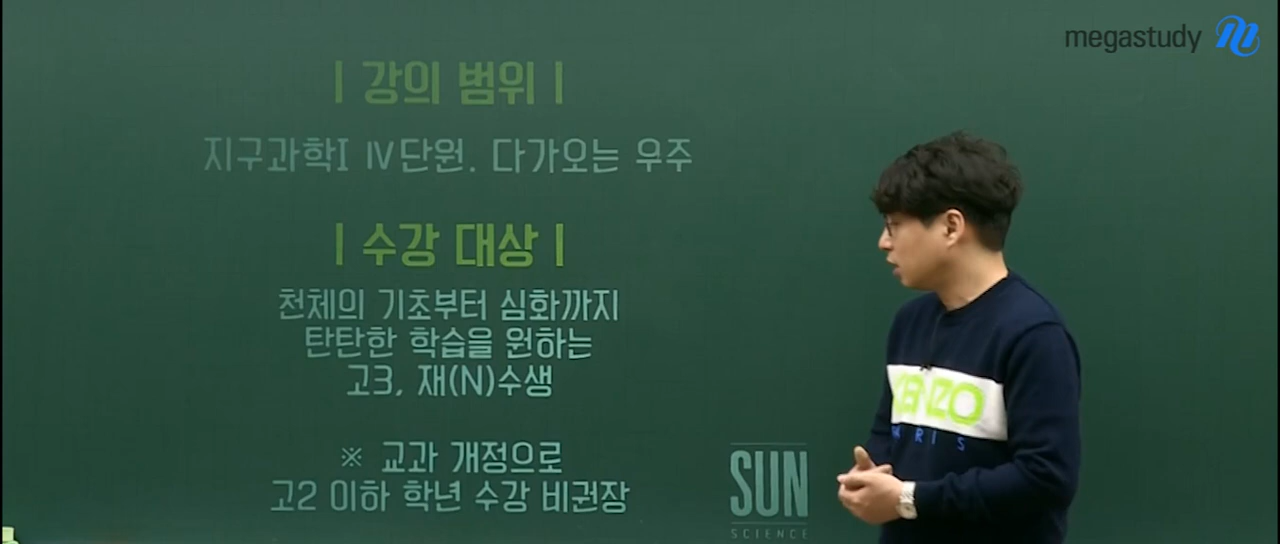 megastudy
| 강의 범위 |
지구과학I IV단원. 다가오는 우주
| 수강 대상 |
천체의 기초부터 심화까지
탄탄한 학습을 원하는
고3, 재(N)수생
※ 교과 개정으로
고2 이하 학년 수강 비권장
SUN
SCIENCE
KENZO
PARIS